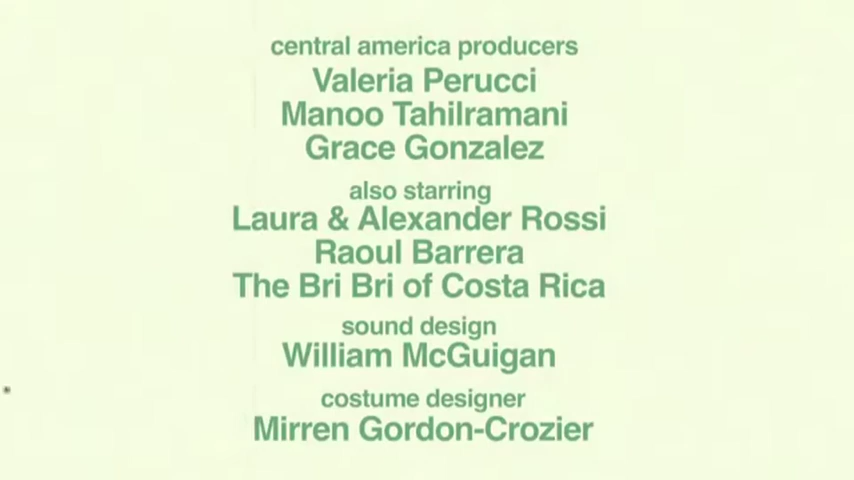 central america producers
Valeria Perucci
Manoo Tahilramani
Grace Gonzalez
also starring
Laura & Alexander Rossi
Raoul Barrera
The Bri Bri of Costa Rica
sound design
William McGuigan
costume designer
Mirren Gordon-Crozier